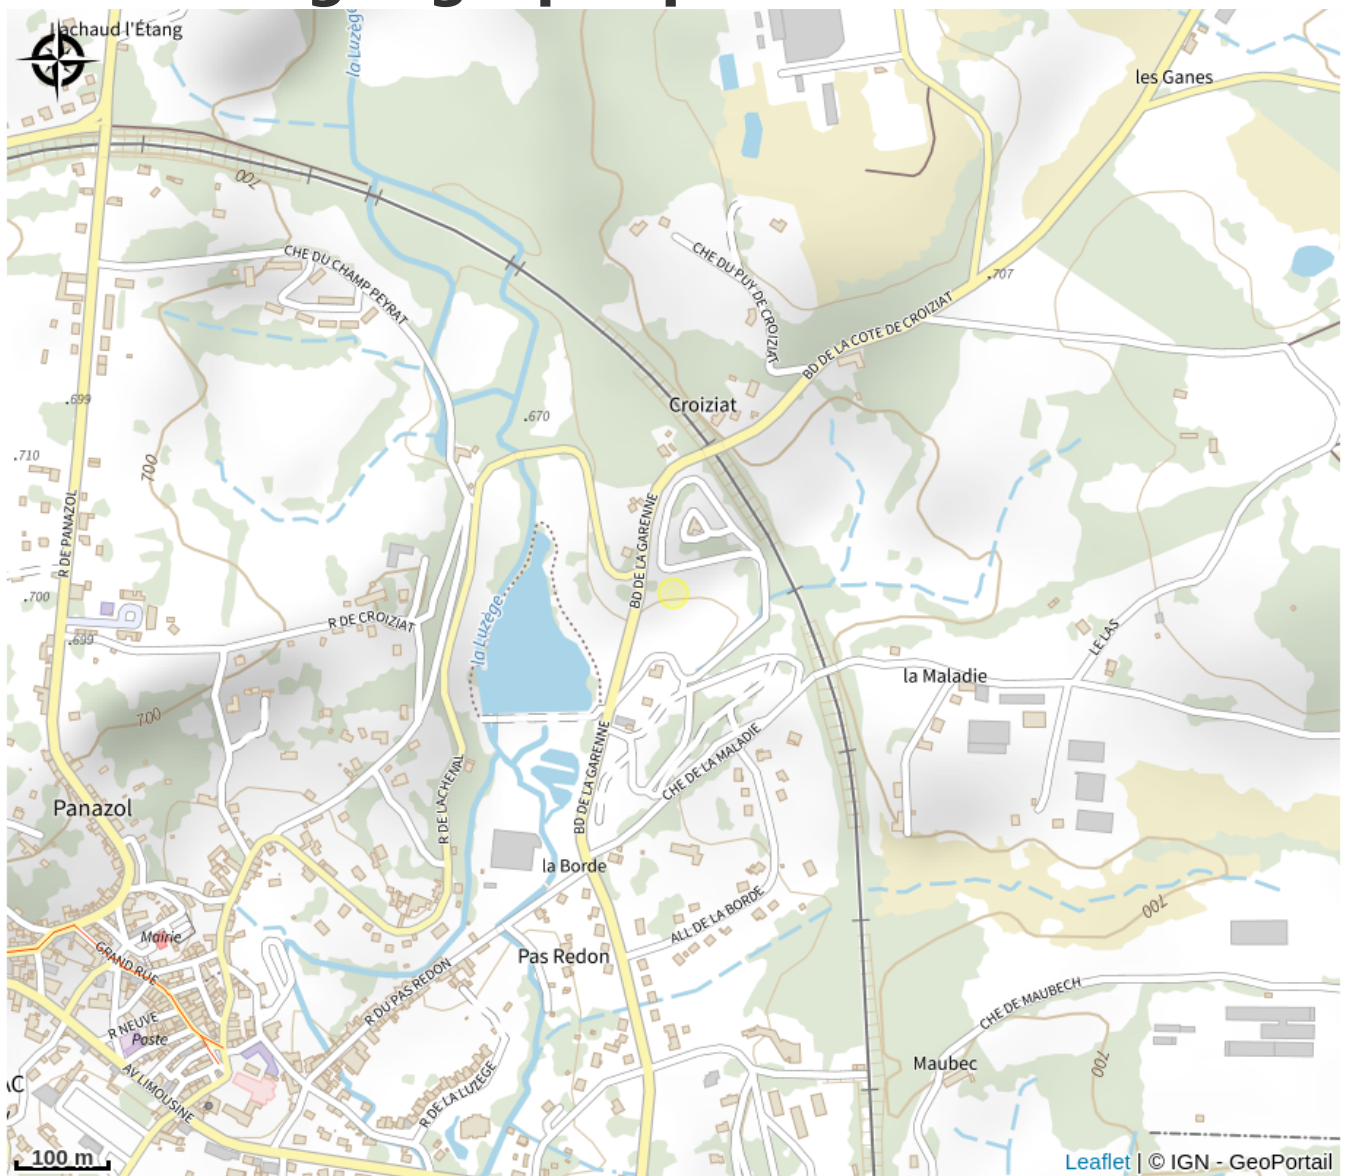 Lachaud l'Étang
la Luzège
les Ganes
700
CHE DU CHAMP PEYRAT
CHE DU PUY DE CROIZIAT
.707
BD DE LA COTE DE CROIZIAT
.699
Croiziat
.670
.710
700
R DE PANAZOL
BD DE LA GARENNE
.700
R DE CROIZIAT
.699
la Luzège
LE LAS
la Maladie
700
BD DE LA GARENNE
CHE DE LA MALADIE
R DE LACHENAL
Panazol
la Borde
ALL DE LA BORDE
700
Mairie
GRAND RUE
Pas Redon
R DU PAS REDON
CHE DE MAUBECH
R NEUVE
Poste
Maubec
700
AV LIMOUSINE
R DE LA LUZEGE
AC
100 m
Leaflet | © IGN - GeoPortail